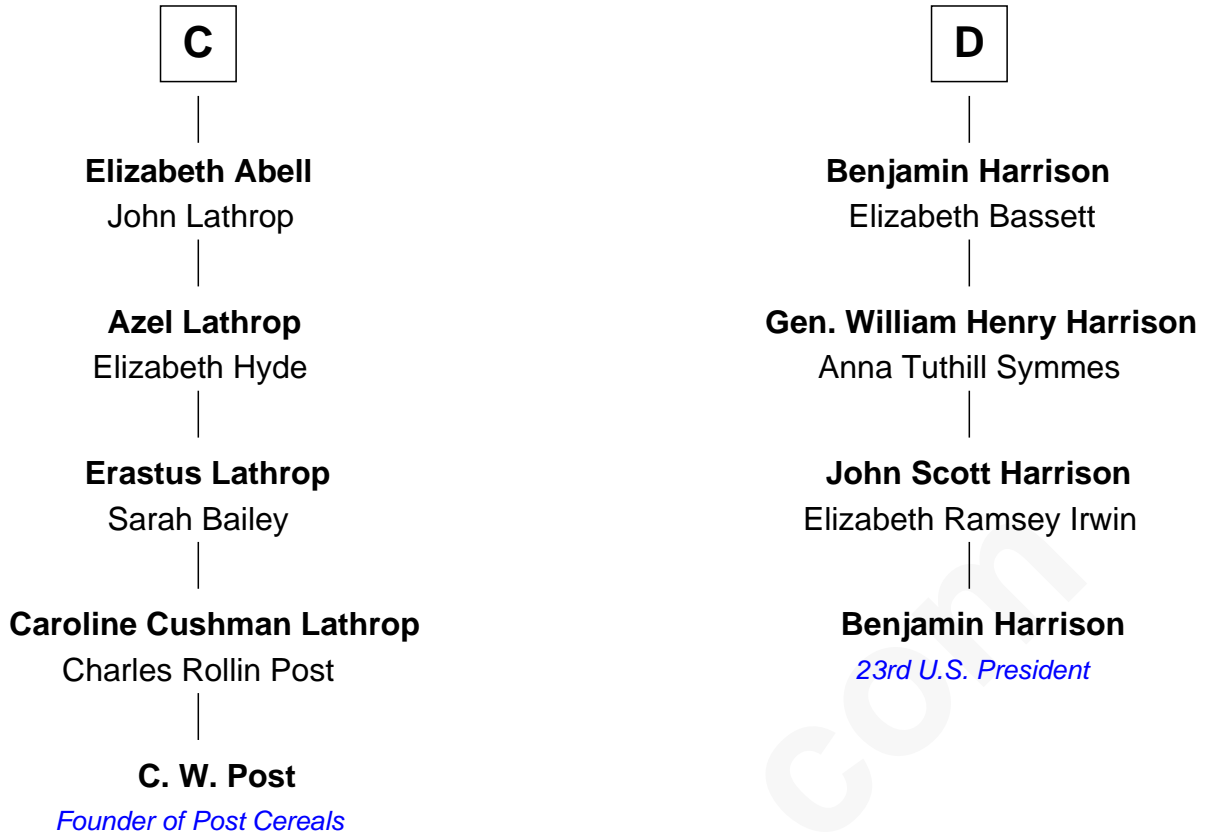 C
Elizabeth Abell
John Lathrop
Azel Lathrop
Elizabeth Hyde
Erastus Lathrop
Sarah Bailey
Caroline Cushman Lathrop
Charles Rollin Post
C. W. Post
Founder of Post Cereals
D
Benjamin Harrison
Elizabeth Bassett
Gen. William Henry Harrison
Anna Tuthill Symmes
John Scott Harrison
Elizabeth Ramsey Irwin
Benjamin Harrison
23rd U.S. President
com